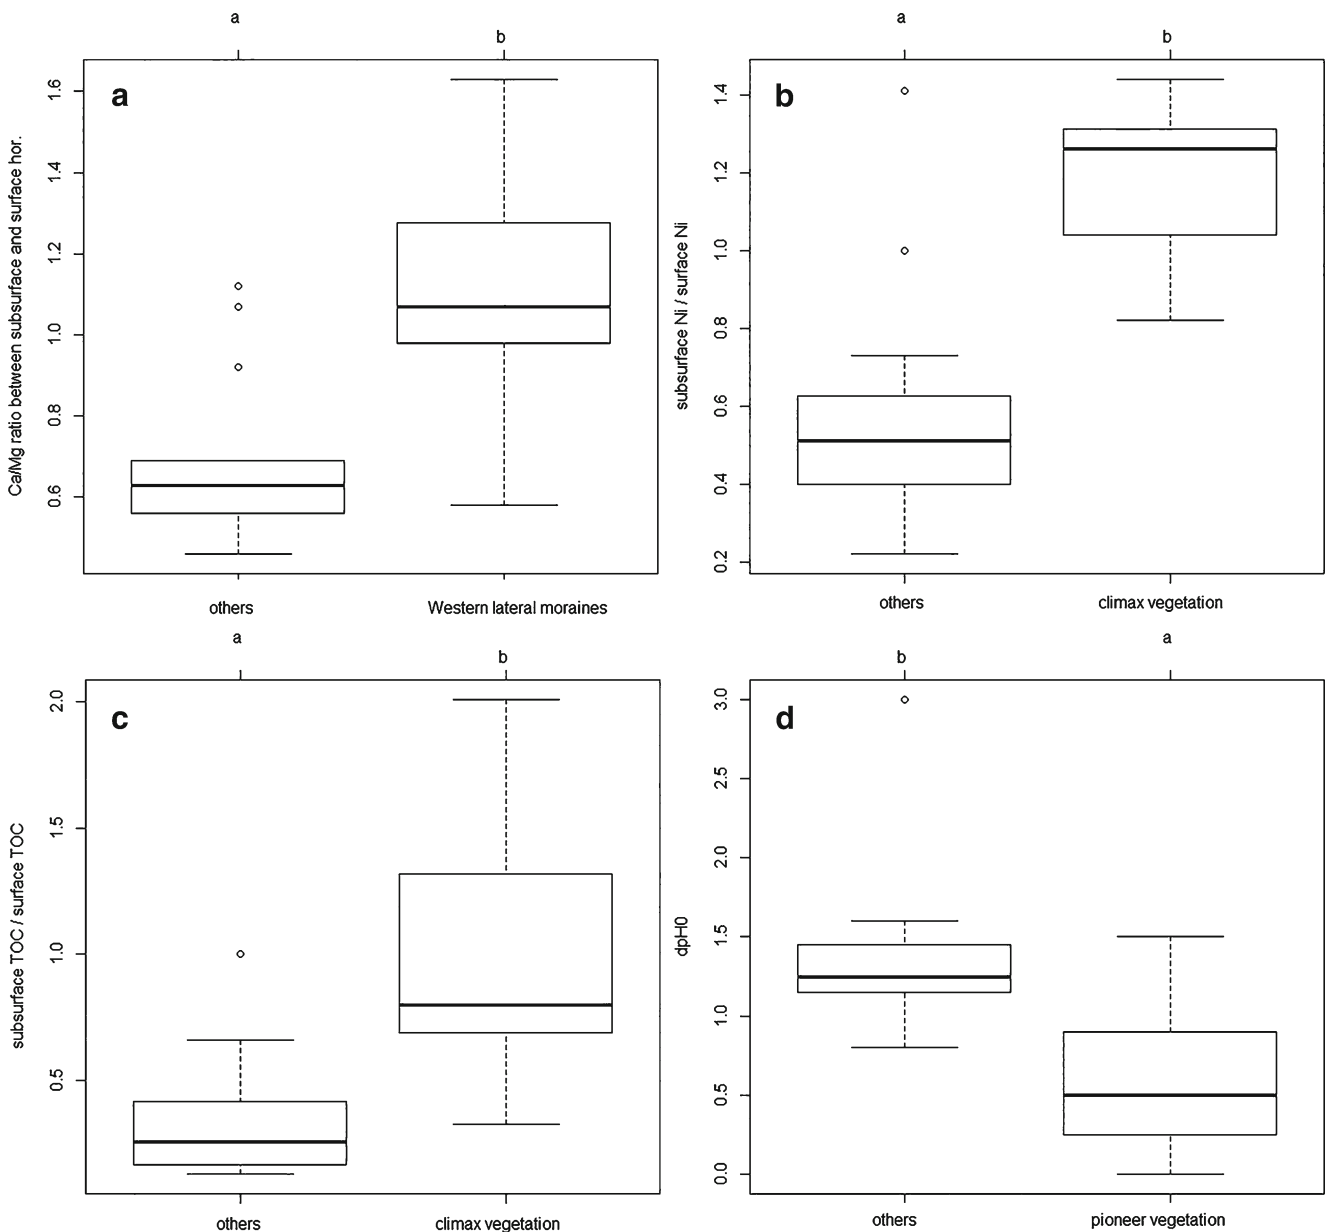 a
b
a
Ca/Mg ratio between subsurface and surface hor.
1.6
1.4
1.2
1.0
0.8
0.6
others
Western lateral moraines
a
b
b
subsurface Ni / surface Ni
1.4
1.2
1.0
0.8
0.6
0.4
0.2
others
climax vegetation
a
b
c
subsurface TOC / surface TOC
2.0
1.5
1.0
0.5
others
climax vegetation
b
a
d
dpH0
3.0
2.5
2.0
1.5
1.0
0.5
0.0
others
pioneer vegetation